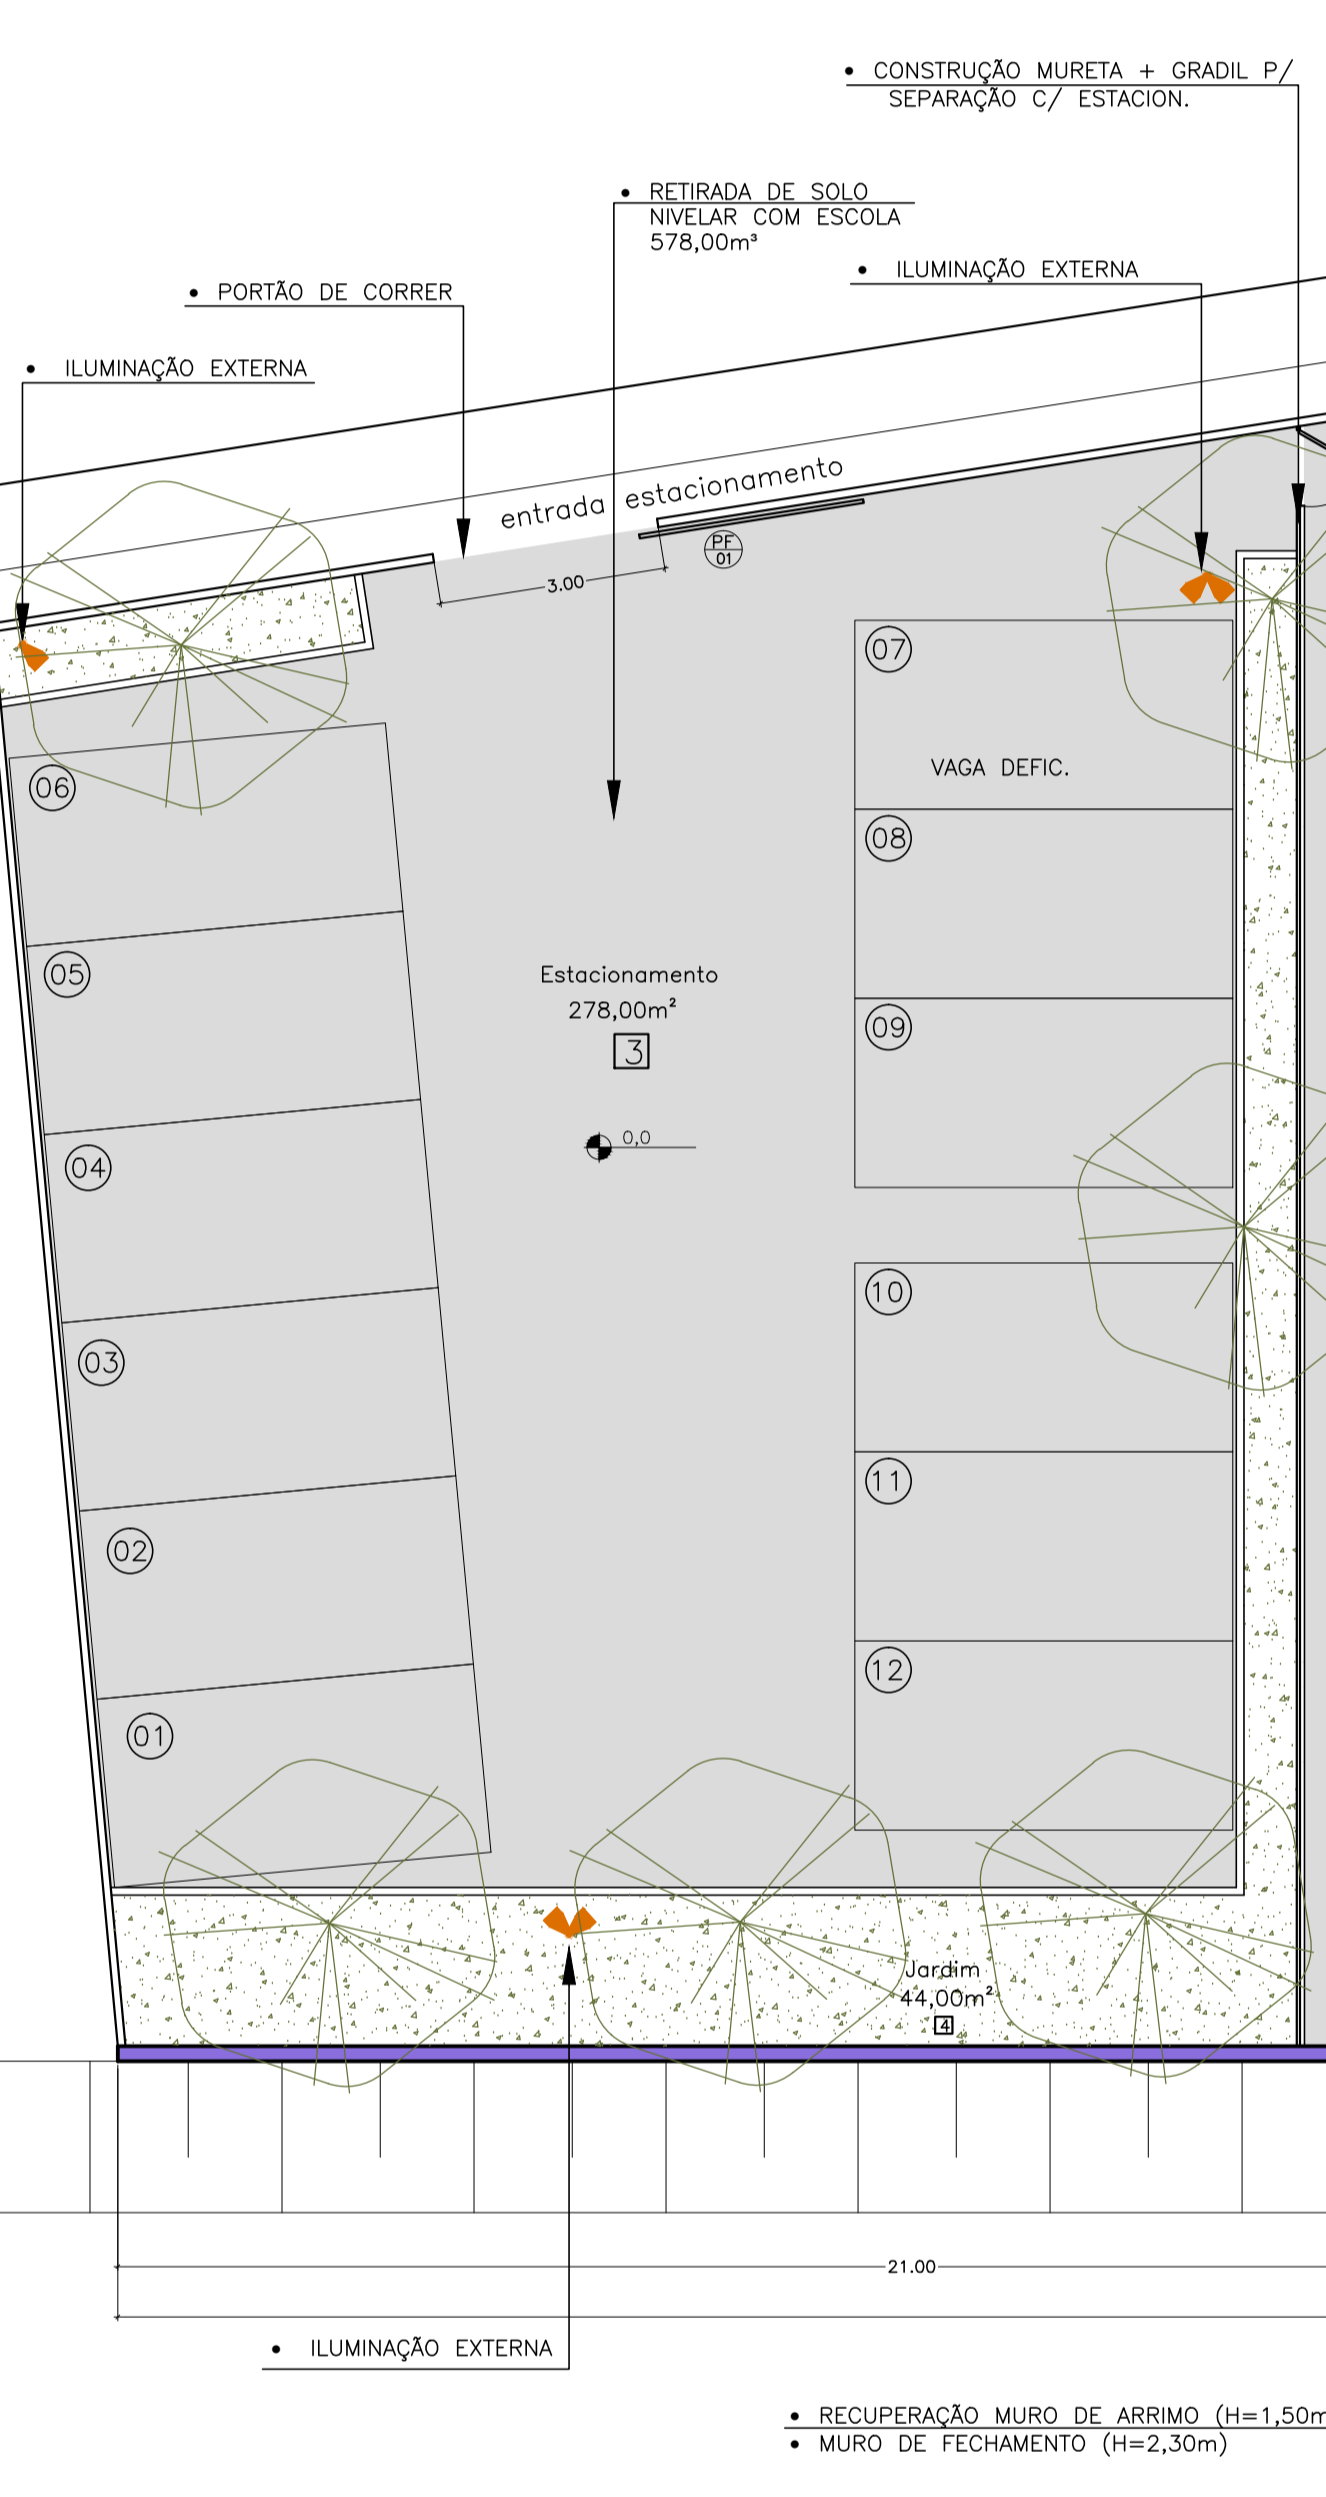 • CONSTRUÇÃO MURETA + GRADIL P/
SEPARAÇÃO C/ ESTACION.
• RETIRADA DE SOLO
NIVELAR COM ESCOLA
578,00m³
• ILUMINAÇÃO EXTERNA
• PORTÃO DE CORRER
• ILUMINAÇÃO EXTERNA
entrada estacionamento
PF
01
3.00
07
VAGA DEFIC.
06
08
05
Estacionamento
278,00m²
3
09
0,0
04
10
03
11
02
12
01
Jardim
44,00m²
4
21.00
• ILUMINAÇÃO EXTERNA
• RECUPERAÇÃO MURO DE ARRIMO (H=1,50m
• MURO DE FECHAMENTO (H=2,30m)